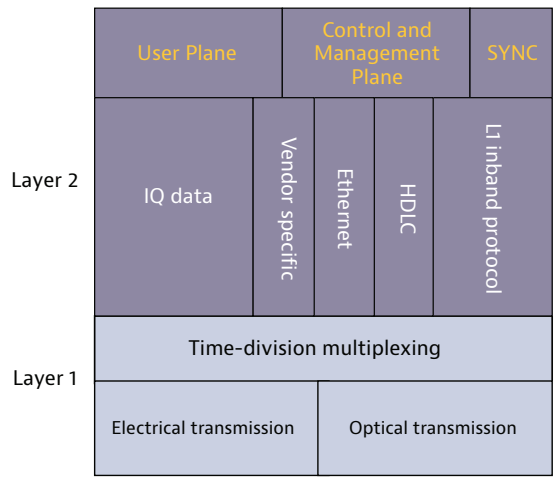 User Plane
Control and
Management
Plane
SYNC
Layer 2
IQ data
Vendor specific
Ethernet
HDLC
L1 inband protocol
Time-division multiplexing
Layer 1
Electrical transmission
Optical transmission